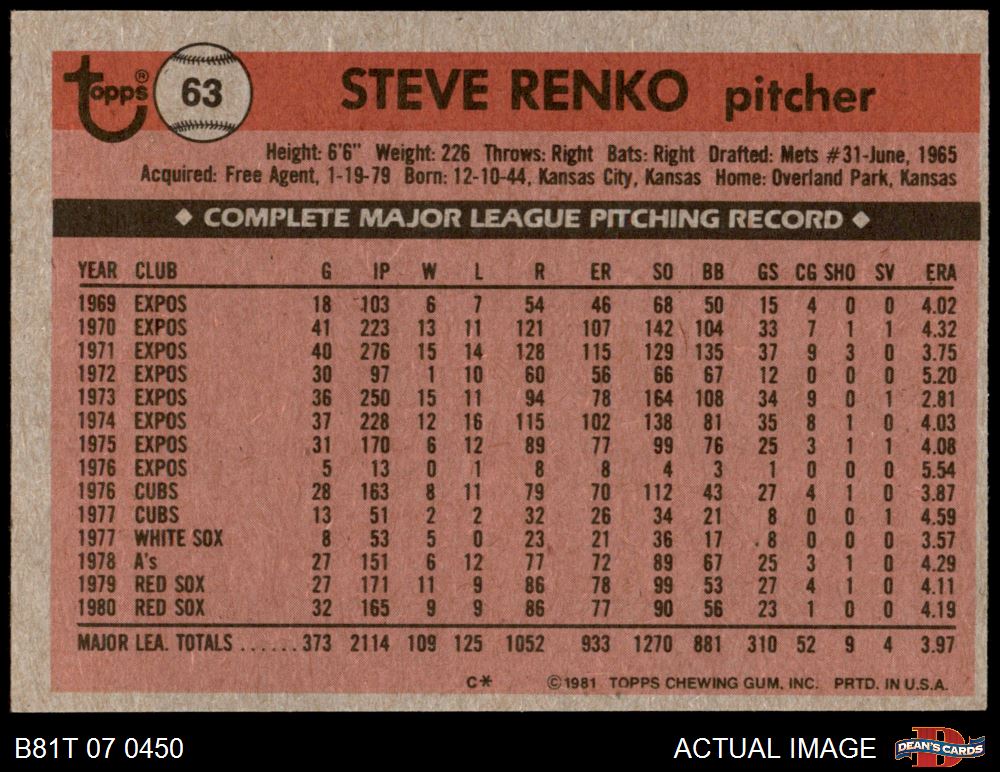 topps® 63 STEVE RENKO pitcher
Height: 6'6" Weight: 226 Throws: Right Bats: Right Drafted: Mets #31-June, 1965
Acquired: Free Agent, 1-19-79 Born: 12-10-44, Kansas City, Kansas Home: Overland Park, Kansas
◆ COMPLETE MAJOR LEAGUE PITCHING RECORD ◆
YEAR CLUB G IP W L R ER SO BB GS CG SHO SV ERA
1969 EXPOS 18 103 6 7 54 46 68 50 15 4 0 0 4.02
1970 EXPOS 41 223 13 11 121 107 142 104 33 7 1 1 4.32
1971 EXPOS 40 276 15 14 128 115 129 135 37 9 3 0 3.75
1972 EXPOS 30 97 1 10 60 56 66 67 12 0 0 0 5.20
1973 EXPOS 36 250 15 11 94 78 164 108 34 9 0 1 2.81
1974 EXPOS 37 228 12 16 115 102 138 81 35 8 1 0 4.03
1975 EXPOS 31 170 6 12 89 77 99 76 25 3 1 1 4.08
1976 EXPOS 5 13 0 1 8 8 4 3 1 0 0 0 5.54
1976 CUBS 28 163 8 11 79 70 112 43 27 4 1 0 3.87
1977 CUBS 13 51 2 2 32 26 34 21 8 0 0 1 4.59
1977 WHITE SOX 8 53 5 0 23 21 36 17 8 0 0 0 3.57
1978 A's 27 151 6 12 77 72 89 67 25 3 1 0 4.29
1979 RED SOX 27 171 11 9 86 78 99 53 27 4 1 0 4.11
1980 RED SOX 32 165 9 9 86 77 90 56 23 1 0 0 4.19
MAJOR LEA. TOTALS ...... 373 2114 109 125 1052 933 1270 881 310 52 9 4 3.97
C* ©1981 TOPPS CHEWING GUM, INC. PRTD. IN U.S.A.
B81T 07 0450 ACTUAL IMAGE DEAN'S CARDS